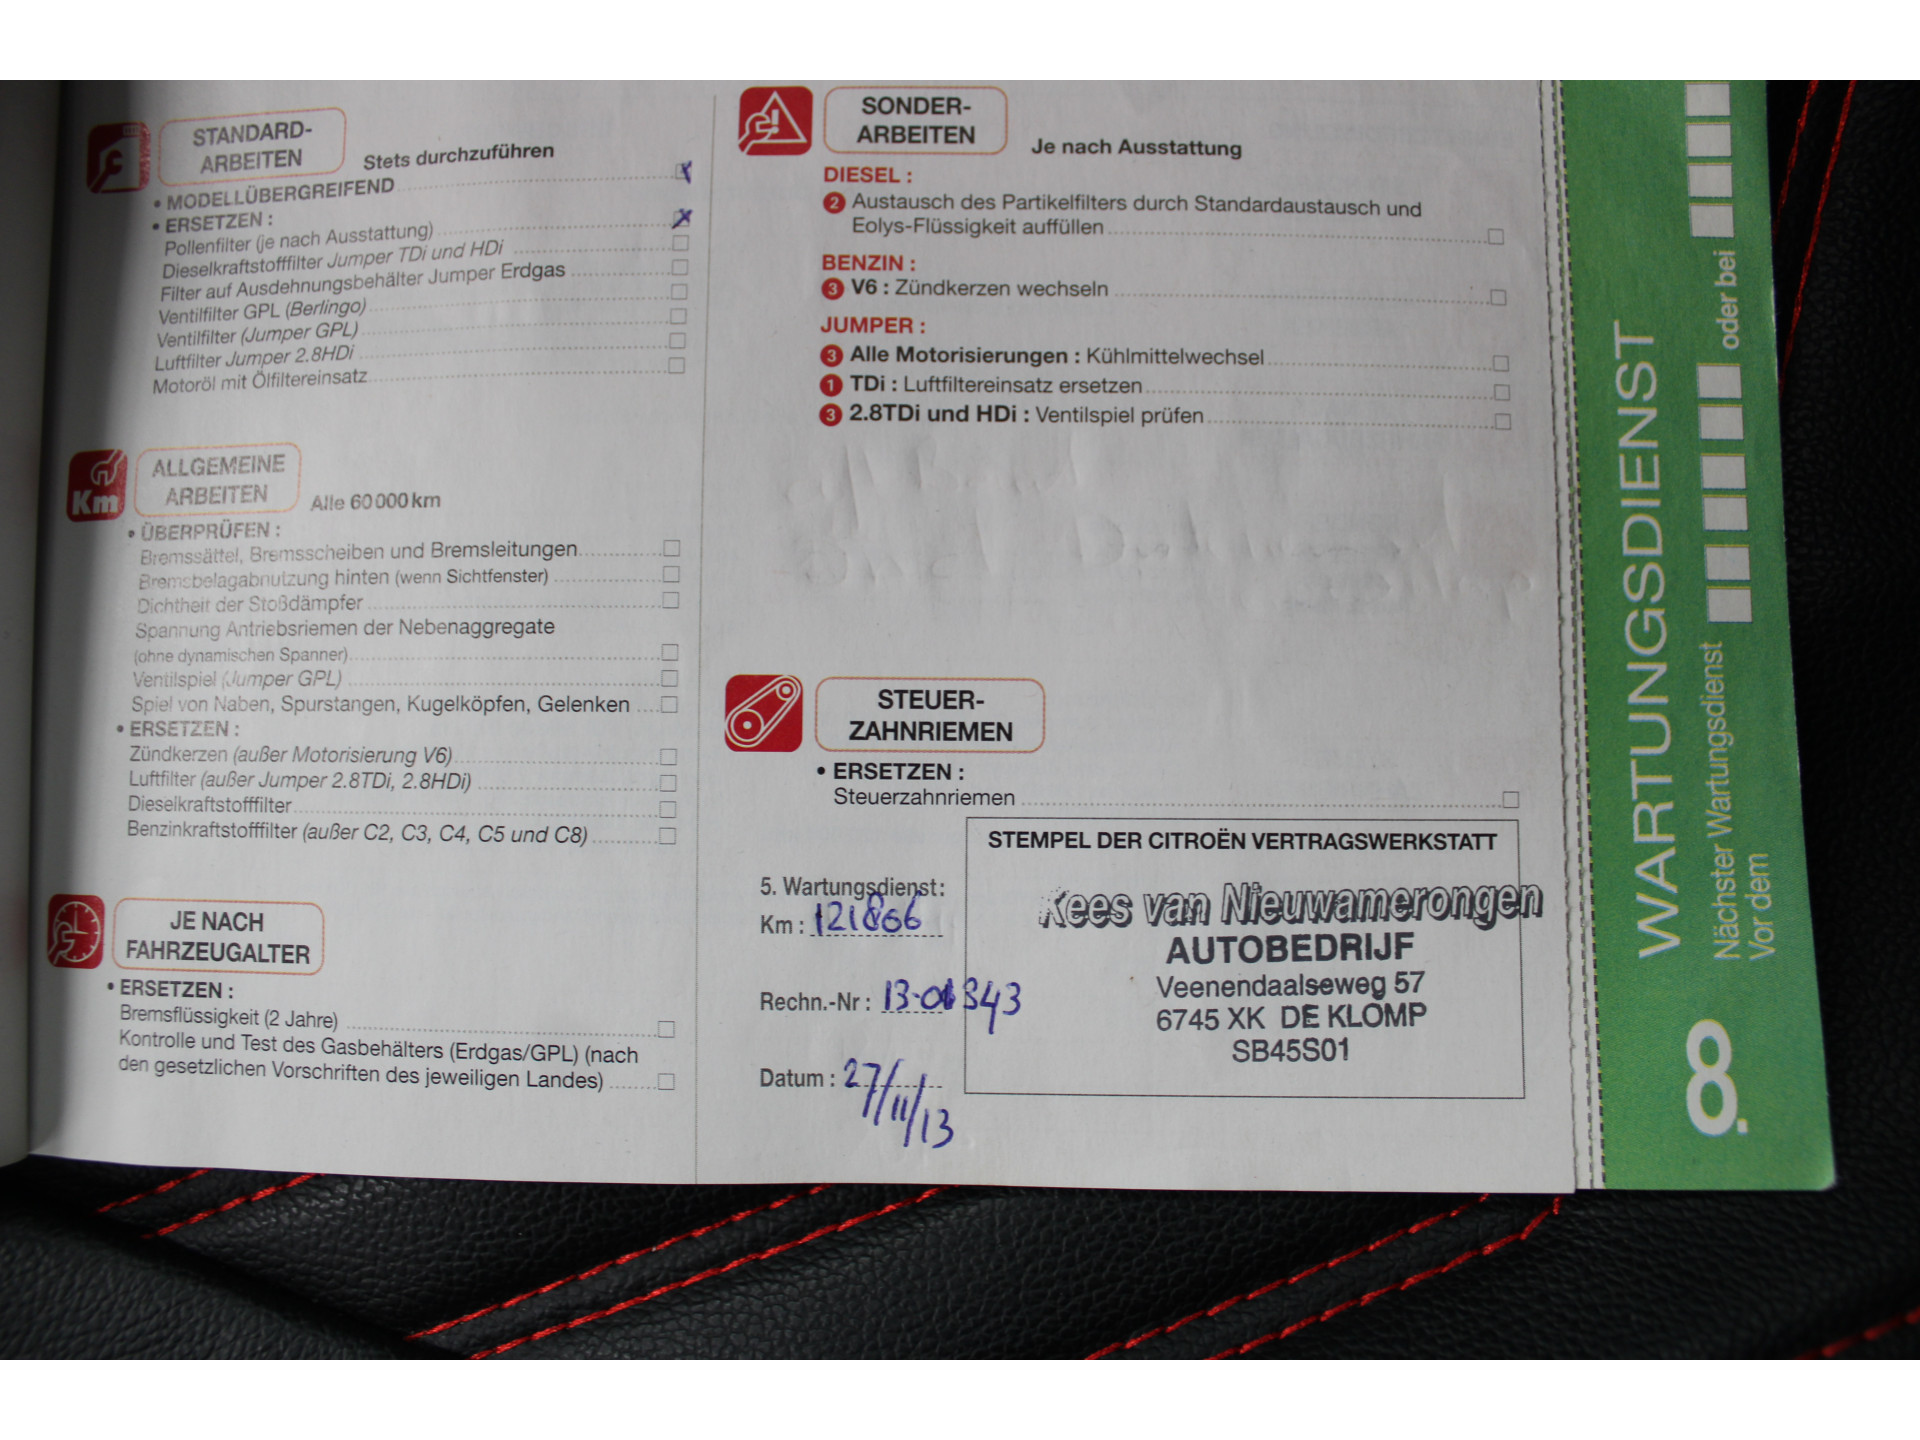 STANDARD-
ARBEITEN
Stets durchzuführen
• MODELLÜBERGREIFEND
• ERSETZEN :
Pollenfilter (je nach Ausstattung)
Dieselkraftstofffilter Jumper TDi und HDi
Filter auf Ausdehnungsbehälter Jumper Erdgas
Ventilfilter GPL (Berlingo)
Ventilfilter (Jumper GPL)
Luftfilter Jumper 2.8HDi
Motoröl mit Ölfiltereinsatz
Km
ALLGEMEINE
ARBEITEN
Alle 60 000 km
• ÜBERPRÜFEN :
Bremssättel, Bremsscheiben und Bremsleitungen
Bremsbelagabnutzung hinten (wenn Sichtfenster)
Dichtheit der Stoßdämpfer
Spannung Antriebsriemen der Nebenaggregate
(ohne dynamischen Spanner)
Ventilspiel (Jumper GPL)
Spiel von Naben, Spurstangen, Kugelköpfen, Gelenken
• ERSETZEN :
Zündkerzen (außer Motorisierung V6)
Luftfilter (außer Jumper 2.8TDi, 2.8HDi)
Dieselkraftstofffilter
Benzinkraftstofffilter (außer C2, C3, C4, C5 und C8)
JE NACH
FAHRZEUGALTER
• ERSETZEN :
Bremsflüssigkeit (2 Jahre)
Kontrolle und Test des Gasbehälters (Erdgas/GPL) (nach
den gesetzlichen Vorschriften des jeweiligen Landes)
SONDER-
ARBEITEN
Je nach Ausstattung
DIESEL :
2 Austausch des Partikelfilters durch Standardaustausch und
Eolys-Flüssigkeit auffüllen
BENZIN :
3 V6 : Zündkerzen wechseln
JUMPER :
3 Alle Motorisierungen : Kühlmittelwechsel
1 TDi : Luftfiltereinsatz ersetzen
3 2.8TDi und HDi : Ventilspiel prüfen
STEUER-
ZAHNRIEMEN
• ERSETZEN :
Steuerzahnriemen
STEMPEL DER CITROËN VERTRAGSWERKSTATT
Kees van Nieuwamerongen
AUTOBEDRIJF
Veenendaalseweg 57
6745 XK DE KLOMP
SB45S01
5. Wartungsdienst:
Km : 121866
Rechn.-Nr :
Datum : 27/11/13
WARTUNGSDIENST
Nächster Wartungsdienst
Vor dem
oder bei
8.